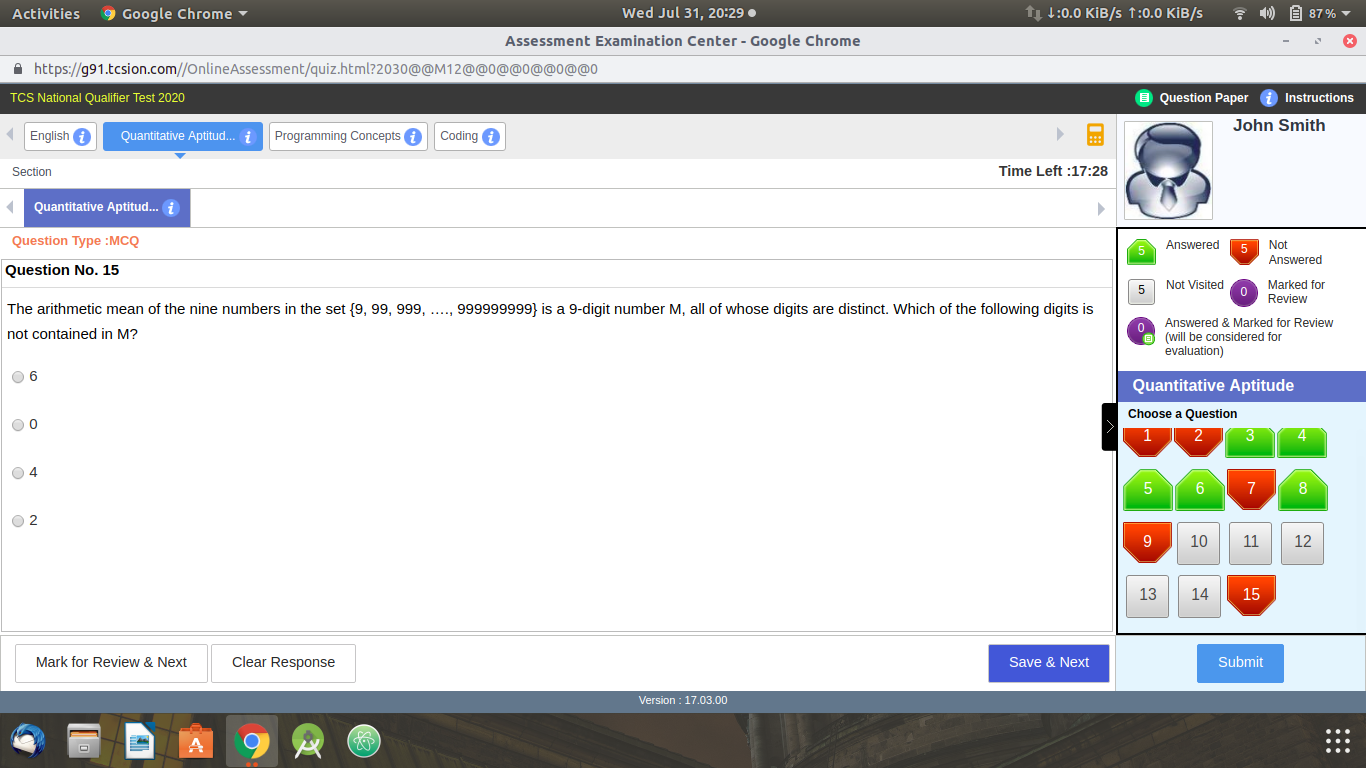 Activities Google Chrome Wed Jul 31, 20:29 ↓:0.0 KiB/s ↑:0.0 KiB/s 87%
Assessment Examination Center - Google Chrome
https://g91.tcsion.com//OnlineAssessment/quiz.html?2030@@M12@@0@@0@@0@@0
TCS National Qualifier Test 2020 Question Paper i Instructions
English i Quantitative Aptitud... i Programming Concepts i Coding i
John Smith
Section Time Left :17:28
Quantitative Aptitud... i
Question Type :MCQ
Question No. 15
The arithmetic mean of the nine numbers in the set {9, 99, 999, ...., 999999999} is a 9-digit number M, all of whose digits are distinct. Which of the following digits is
not contained in M?
6
0
4
2
5 Answered 5 Not
Answered
5 Not Visited 0 Marked for
Review
0 Answered & Marked for Review
(will be considered for
evaluation)
Quantitative Aptitude
Choose a Question
1 2 3 4
5 6 7 8
9 10 11 12
13 14 15
Mark for Review & Next Clear Response Save & Next Submit
Version : 17.03.00